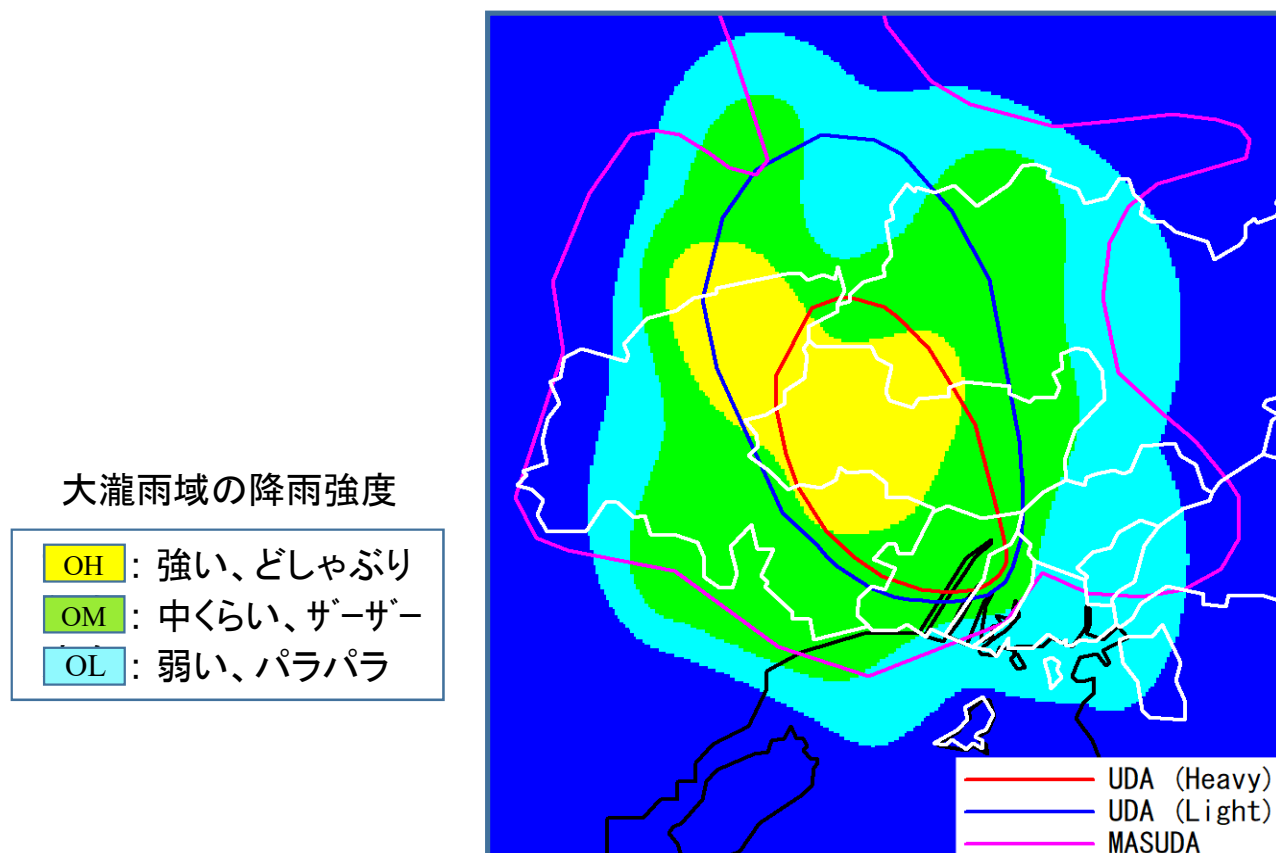 大瀧雨域の降雨強度
OH : 強い、どしゃぶり
OM : 中くらい、ｻﾞｰｻﾞｰ
OL : 弱い、パラパラ
UDA (Heavy)
UDA (Light)
MASUDA